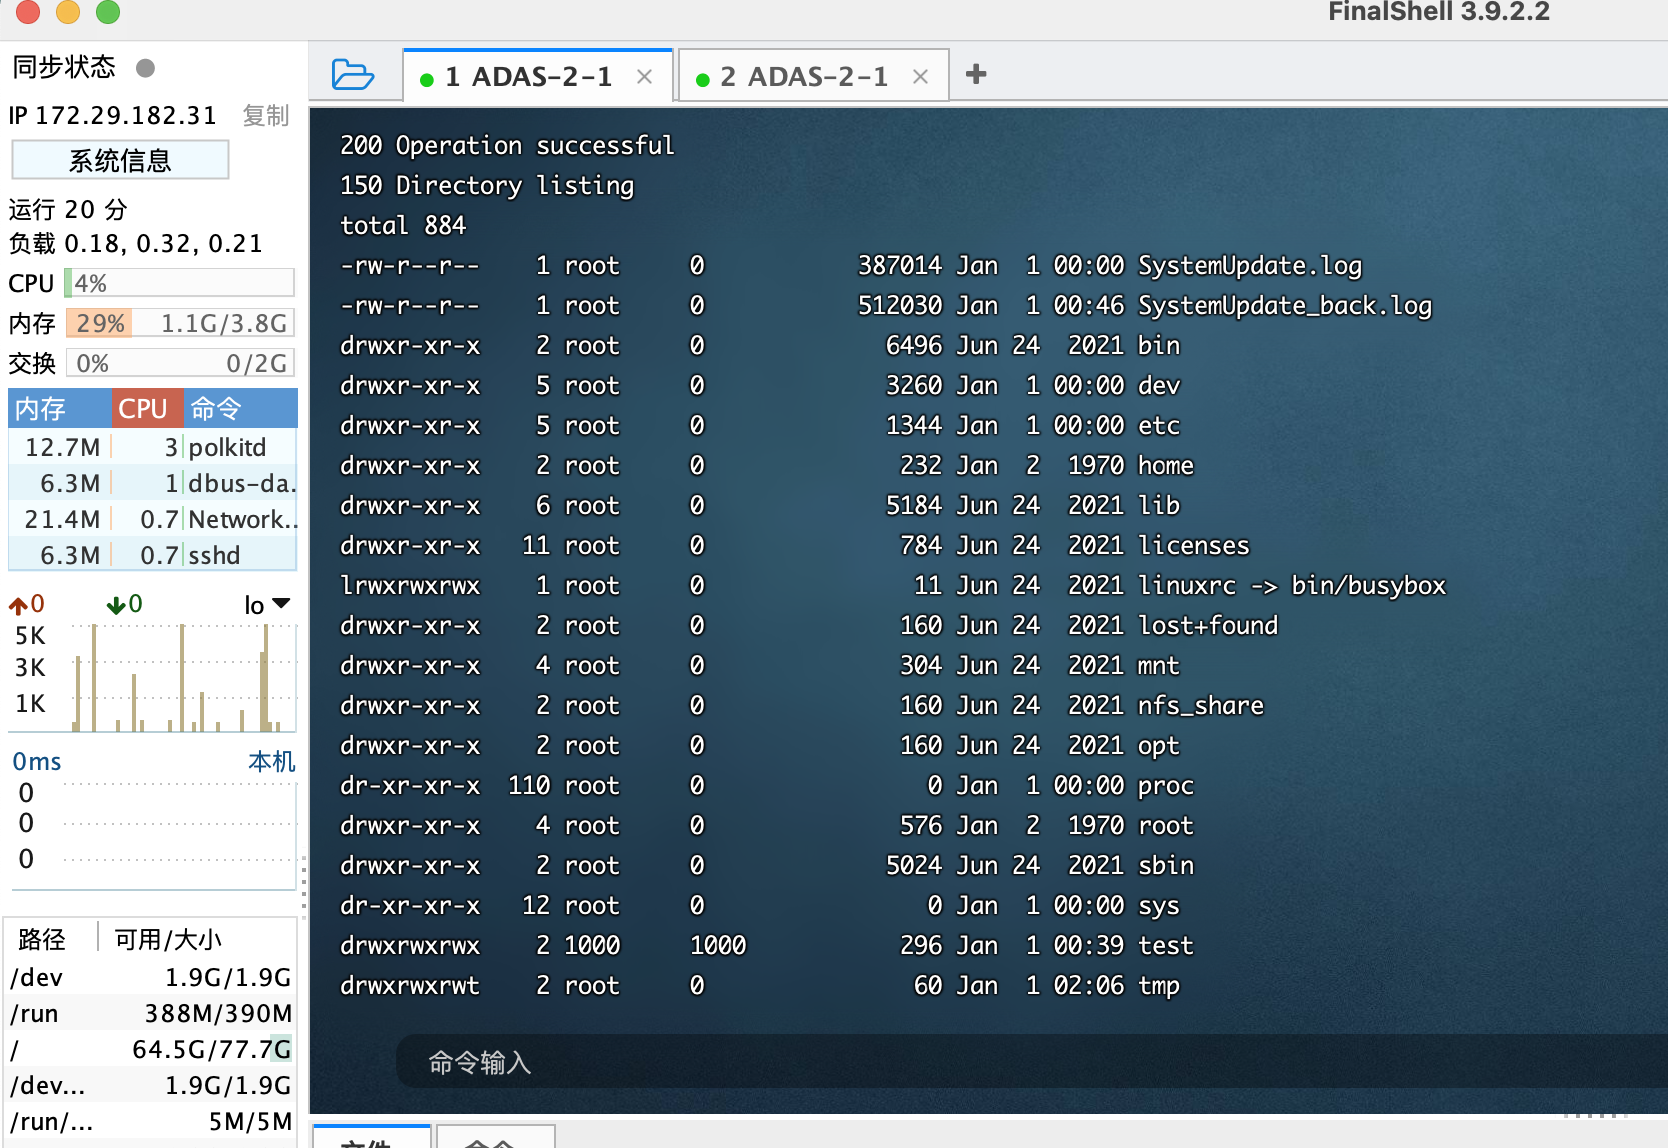 FinalShell 3.9.2.2
同步状态
IP 172.29.182.31 复制
系统信息
运行 20 分
负载 0.18, 0.32, 0.21
CPU 4%
内存 29% 1.1G/3.8G
交换 0% 0/2G
内存 CPU 命令
12.7M 3 polkitd
6.3M 1 dbus-da.
21.4M 0.7 Network..
6.3M 0.7 sshd
0 0 lo
5K
3K
1K
0ms 本机
0
0
0
路径 可用/大小
/dev 1.9G/1.9G
/run 388M/390M
/ 64.5G/77.7G
/dev... 1.9G/1.9G
/run/... 5M/5M
1 ADAS-2-1 × 2 ADAS-2-1 × +
200 Operation successful
150 Directory listing
total 884
-rw-r--r-- 1 root 0 387014 Jan 1 00:00 SystemUpdate.log
-rw-r--r-- 1 root 0 512030 Jan 1 00:46 SystemUpdate_back.log
drwxr-xr-x 2 root 0 6496 Jun 24 2021 bin
drwxr-xr-x 5 root 0 3260 Jan 1 00:00 dev
drwxr-xr-x 5 root 0 1344 Jan 1 00:00 etc
drwxr-xr-x 2 root 0 232 Jan 2 1970 home
drwxr-xr-x 6 root 0 5184 Jun 24 2021 lib
drwxr-xr-x 11 root 0 784 Jun 24 2021 licenses
lrwxrwxrwx 1 root 0 11 Jun 24 2021 linuxrc -> bin/busybox
drwxr-xr-x 2 root 0 160 Jun 24 2021 lost+found
drwxr-xr-x 4 root 0 304 Jun 24 2021 mnt
drwxr-xr-x 2 root 0 160 Jun 24 2021 nfs_share
drwxr-xr-x 2 root 0 160 Jun 24 2021 opt
dr-xr-xr-x 110 root 0 0 Jan 1 00:00 proc
drwxr-xr-x 4 root 0 576 Jan 2 1970 root
drwxr-xr-x 2 root 0 5024 Jun 24 2021 sbin
dr-xr-xr-x 12 root 0 0 Jan 1 00:00 sys
drwxrwxrwx 2 1000 1000 296 Jan 1 00:39 test
drwxrwxrwt 2 root 0 60 Jan 1 02:06 tmp
命令输入